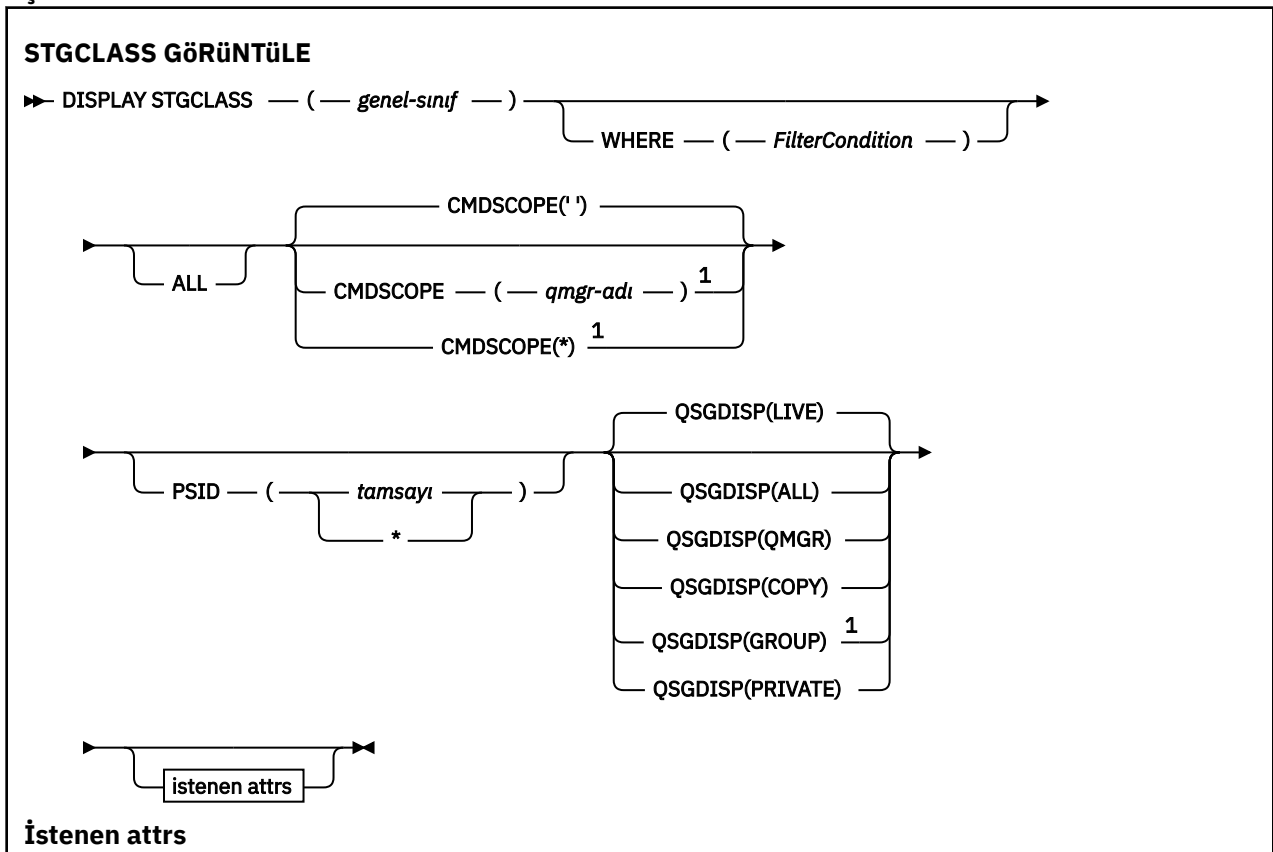 STGCLASS GöRüNTüLE
DISPLAY STGCLASS — ( — genel-sınıf — )
WHERE — ( — FilterCondition — )
CMDSCOPE(' ')
ALL
CMDSCOPE — ( — qmgr-adı — ) 1
CMDSCOPE(*) 1
QSGDISP(LIVE)
PSID — ( — tamsayı — )
*
QSGDISP(ALL)
QSGDISP(QMGR)
QSGDISP(COPY)
QSGDISP(GROUP) 1
QSGDISP(PRIVATE)
istenen attrs
İstenen attrs